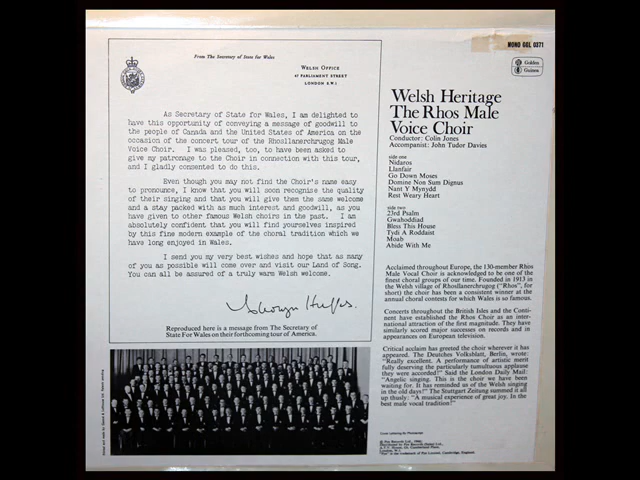 MONO GGL 0371
Golden
Guinea
From The Secretary of State for Wales
WELSH OFFICE
47 PARLIAMENT STREET
LONDON S.W.1
As Secretary of State for Wales, I am delighted to
have this opportunity of conveying a message of goodwill to
the people of Canada and the United States of America on the
occasion of the concert tour of the Rhosllanerchrugog Male
Voice Choir. I was pleased, too, to have been asked to
give my patronage to the Choir in connection with this tour,
and I gladly consented to do this.
Even though you may not find the Choir's name easy
to pronounce, I know that you will soon recognise the quality
of their singing and that you will give them the same welcome
and a stay packed with as much interest and goodwill, as you
have given to other famous Welsh choirs in the past. I am
absolutely confident that you will find yourselves inspired
by this fine modern example of the choral tradition which we
have long enjoyed in Wales.
I send you my very best wishes and hope that as many
of you as possible will come over and visit our Land of Song.
You can all be assured of a truly warm Welsh welcome.
Reproduced here is a message from The Secretary of
State For Wales on their forthcoming tour of America.
Welsh Heritage
The Rhos Male
Voice Choir
Conductor: Colin Jones
Accompanist: John Tudor Davies
side one
Nidaros
Llanfair
Go Down Moses
Domine Non Sum Dignus
Nant Y Mynydd
Rest Weary Heart
side two
23rd Psalm
Gwahoddiad
Bless This House
Tydi A Roddaist
Moab
Abide With Me
Acclaimed throughout Europe, the 130-member Rhos
Male Vocal Choir is acknowledged to be one of the
finest choral groups of our time. Founded in 1913 in
the Welsh village of Rhosllanerchrugog ("Rhos", for
short) the choir has been a consistent winner at the
annual choral contests for which Wales is so famous.
Concerts throughout the British Isles and the Conti-
nent have established the Rhos Choir as an inter-
national attraction of the first magnitude. They have
similarly scored major successes on records and in
appearances on European television.
Critical acclaim has greeted the choir wherever it has
appeared. The Deutches Volksblatt, Berlin, wrote:
"Really excellent. A performance of artistic merit
fully deserving the particularly tumultuous applause
they were accorded!" Said the London Daily Mail:
"Angelic singing. This is the choir we have been
waiting for. It has reminded us of the Welsh singing
in the old days!" The Stuttgart Zeitung summed it all
up thusly: "A musical experience of great joy. In the
best male vocal tradition!"